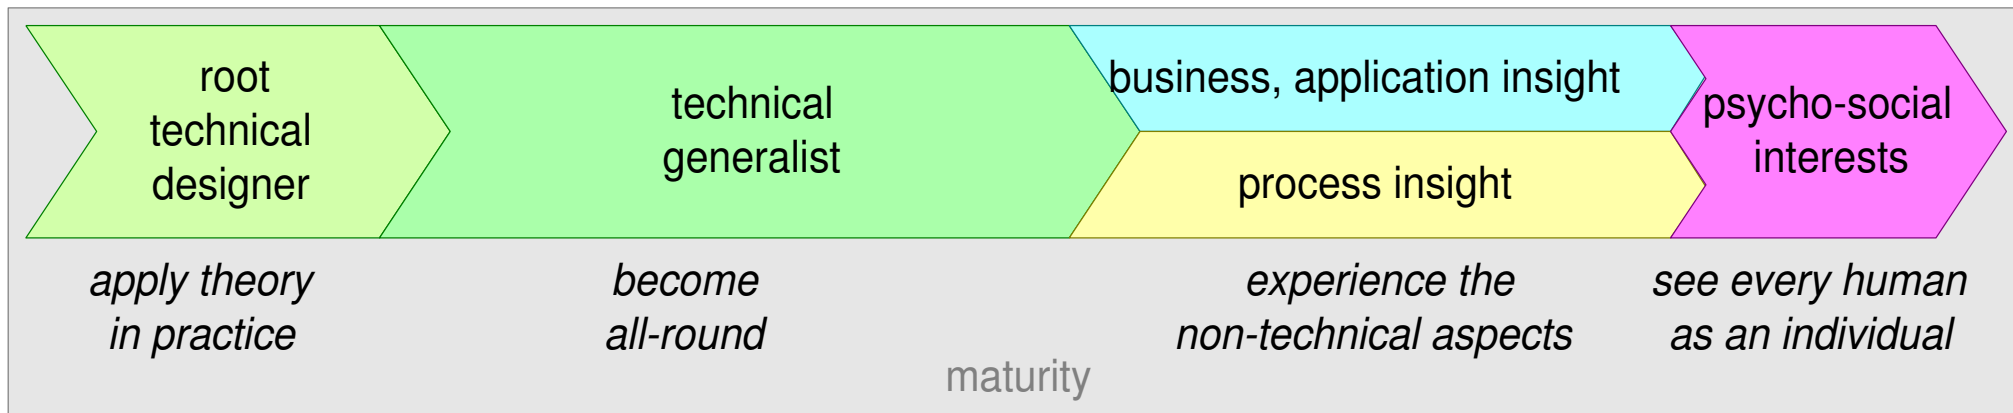 root
technical
designer
technical
generalist
business, application insight
process insight
psycho-social
interests
apply theory
in practice
become
all-round
experience the
non-technical aspects
see every human
as an individual
maturity